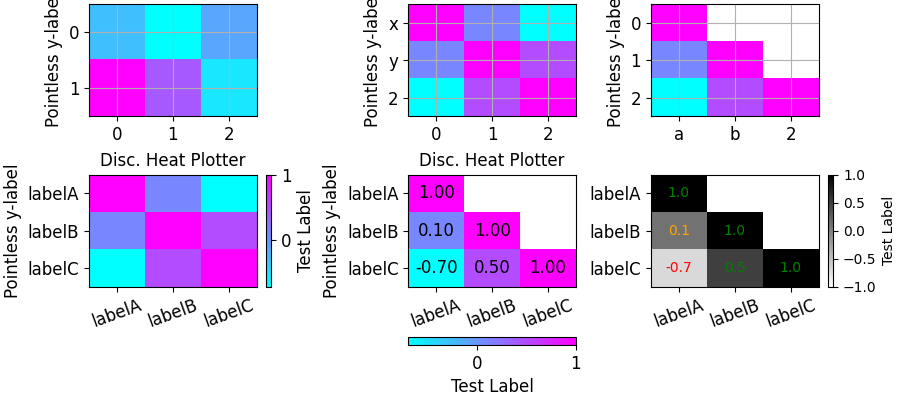 Pointless y-label
0
1
0 1 2
Pointless y-label
x
y
2
0 1 2
Pointless y-label
0
1
2
a b 2
Disc. Heat Plotter
Pointless y-label
labelA
labelB
labelC
labelA labelB labelC
1
0
Test Label
Disc. Heat Plotter
Pointless y-label
labelA
labelB
labelC
1.00
0.10 1.00
-0.70 0.50 1.00
labelA labelB labelC
0 1
Test Label
labelA
labelB
labelC
1.0
0.1 1.0
-0.7 0.5 1.0
labelA labelB labelC
1.0
0.5
0.0
−0.5
−1.0
Test Label